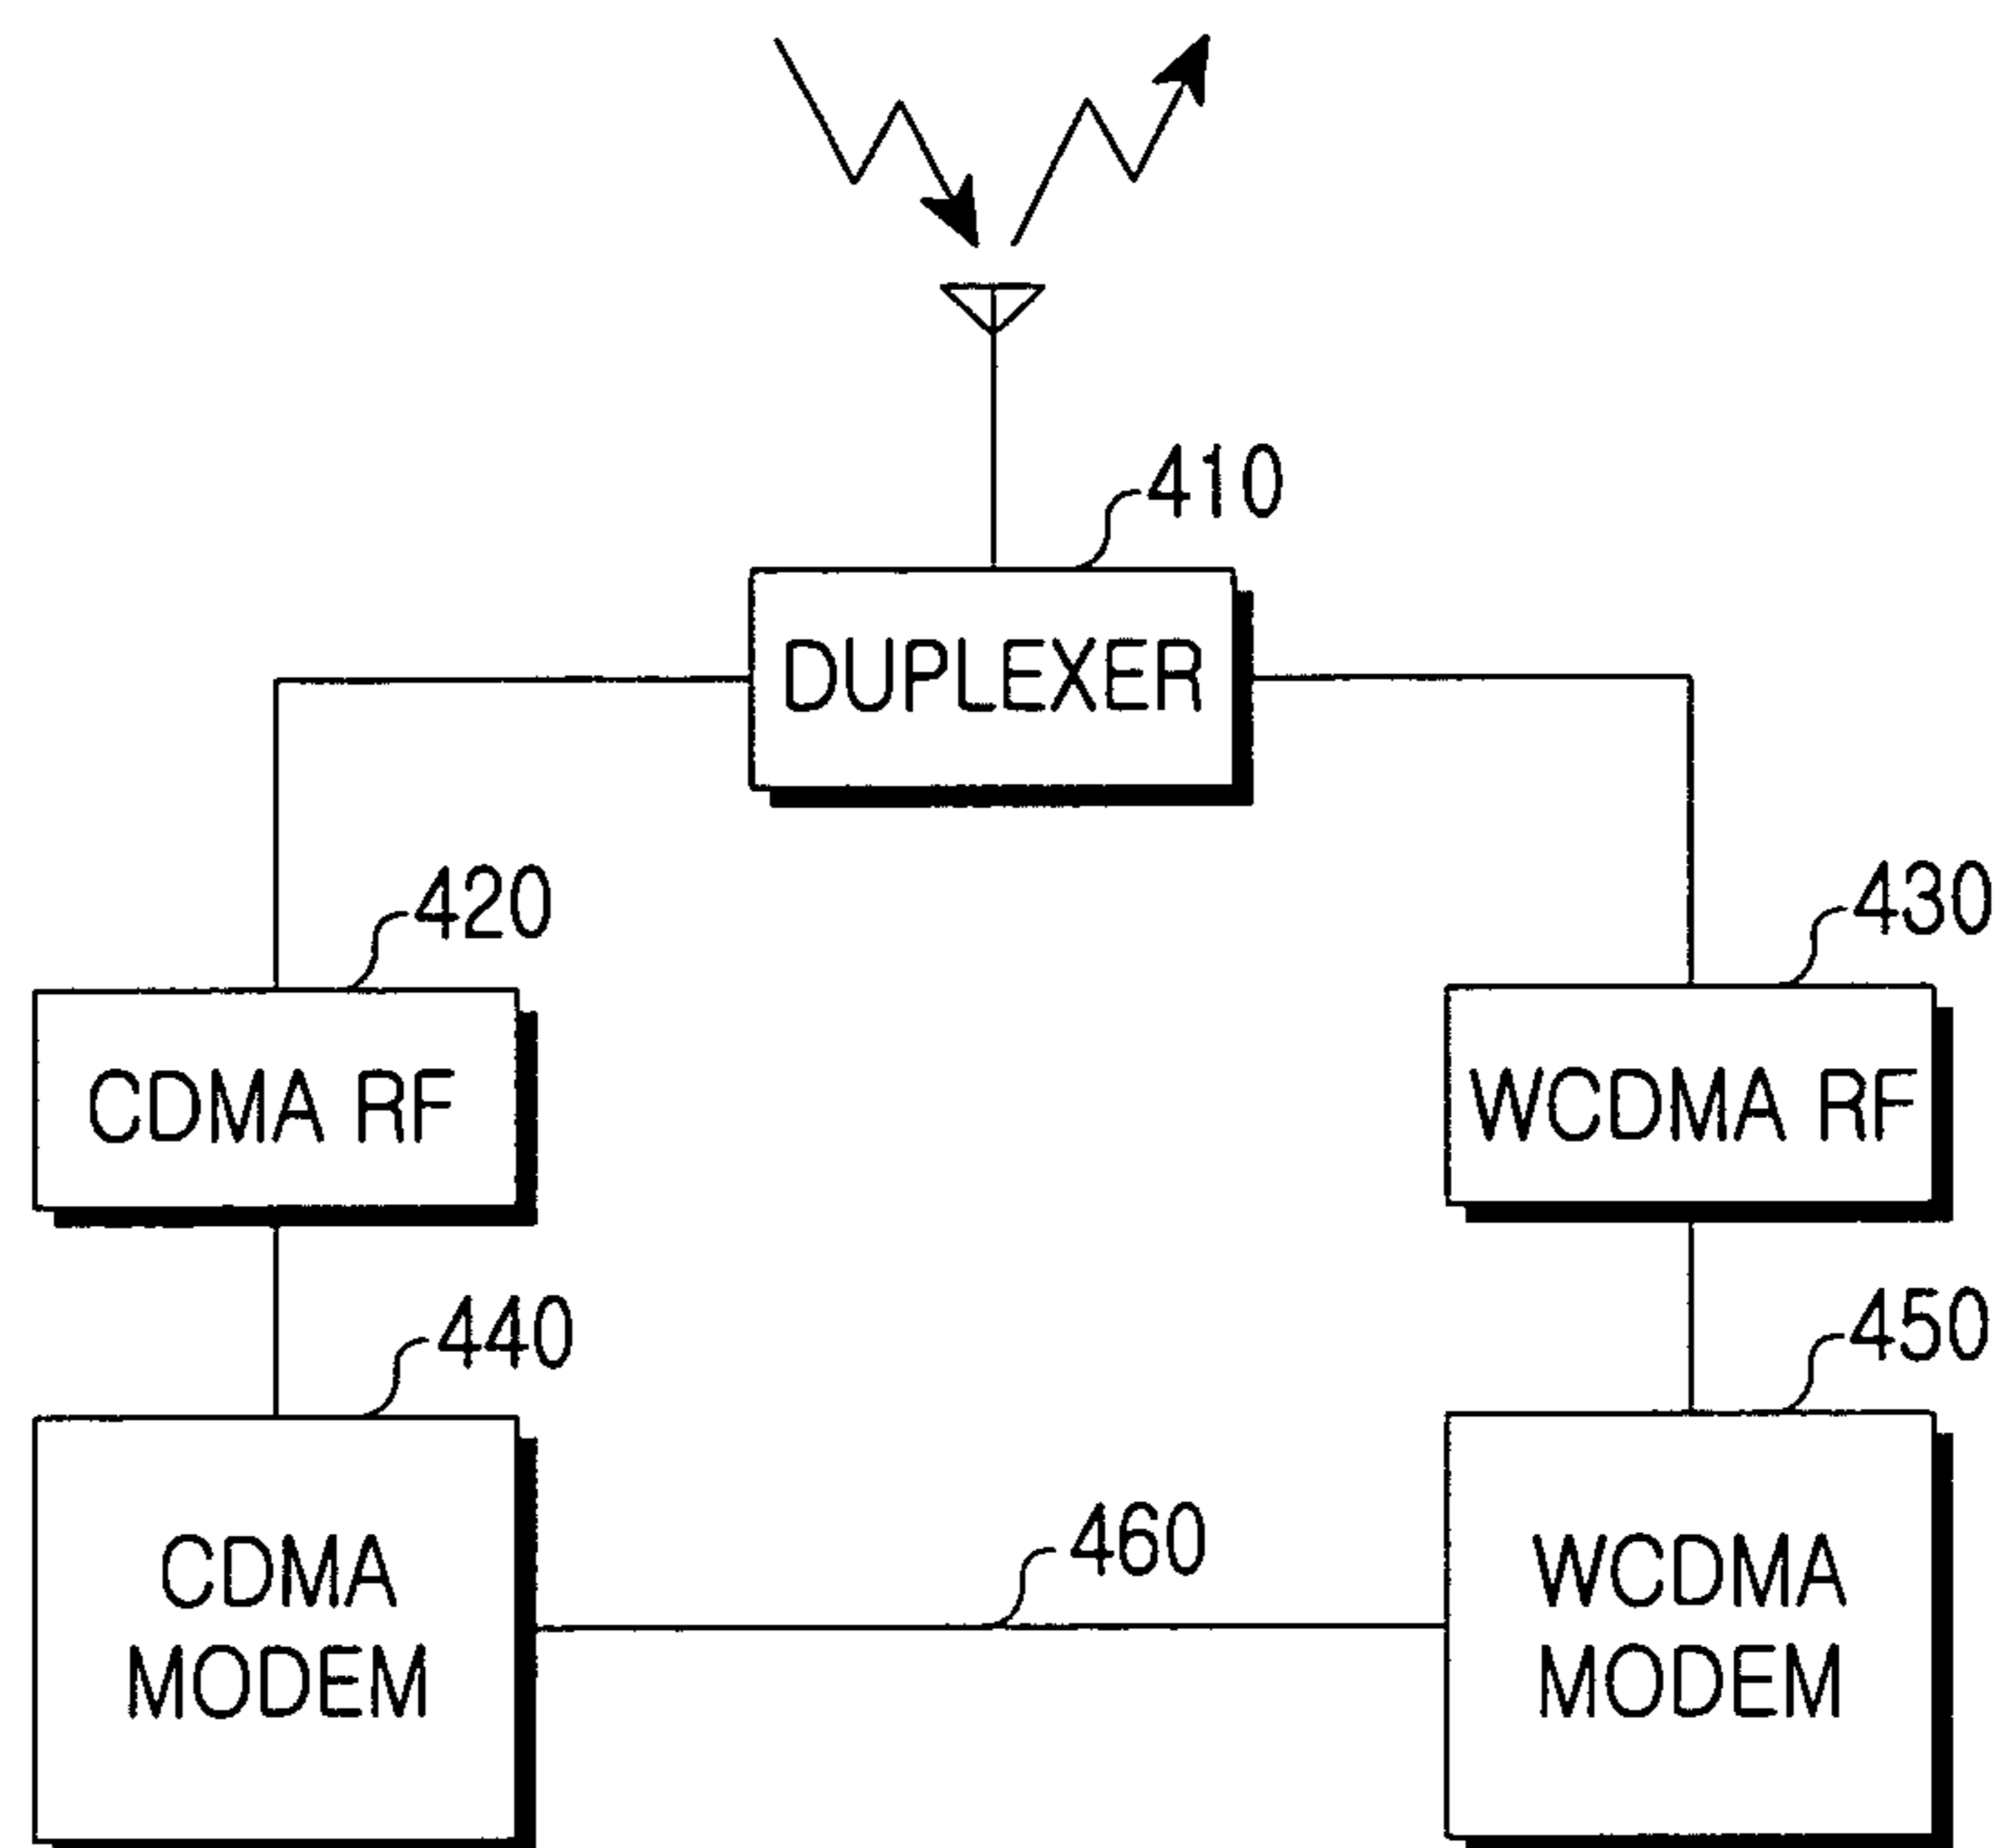 410
DUPLEXER
420
430
CDMA RF
WCDMA RF
440
450
CDMA
MODEM
460
WCDMA
MODEM